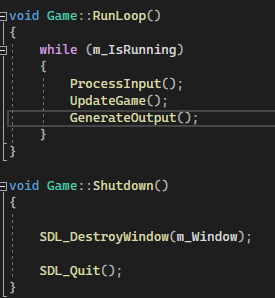 void Game::RunLoop()
{
    while (m_IsRunning)
    {
        ProcessInput();
        UpdateGame();
        GenerateOutput();
    }
}

void Game::Shutdown()
{

    SDL_DestroyWindow(m_Window);

    SDL_Quit();
}